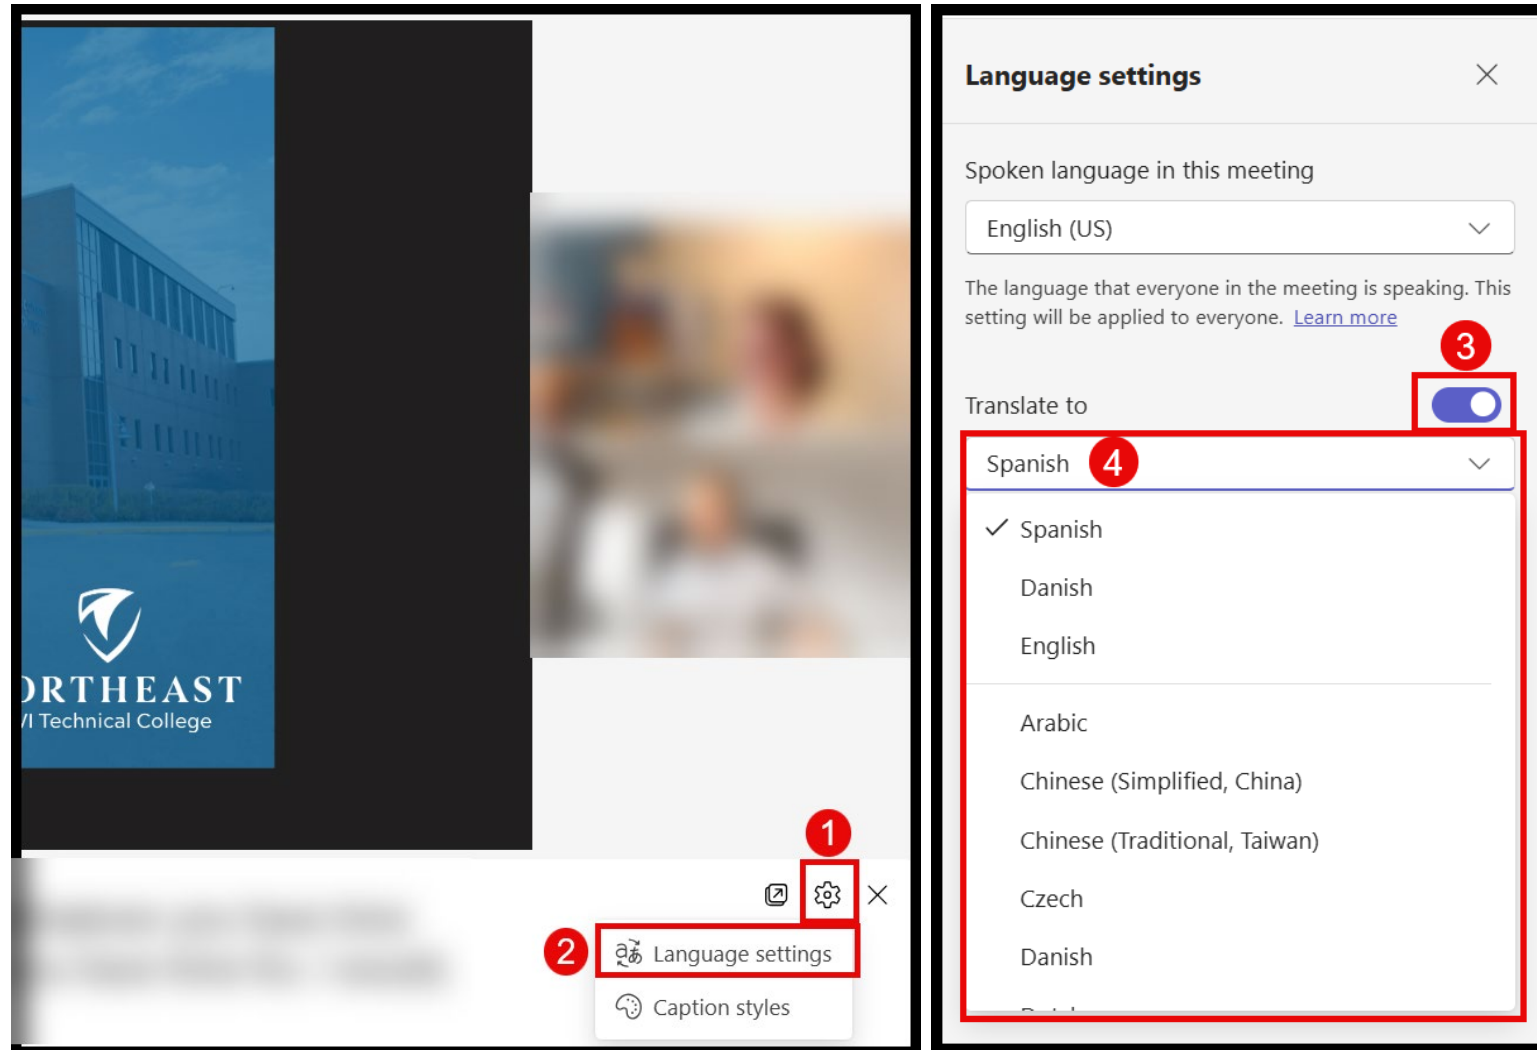 ORTHEAST
I Technical College
1
2
Language settings
Caption styles
Language settings
Spoken language in this meeting
English (US)
The language that everyone in the meeting is speaking. This
setting will be applied to everyone. Learn more
3
Translate to
Spanish
4
Spanish
Danish
English
Arabic
Chinese (Simplified, China)
Chinese (Traditional, Taiwan)
Czech
Danish